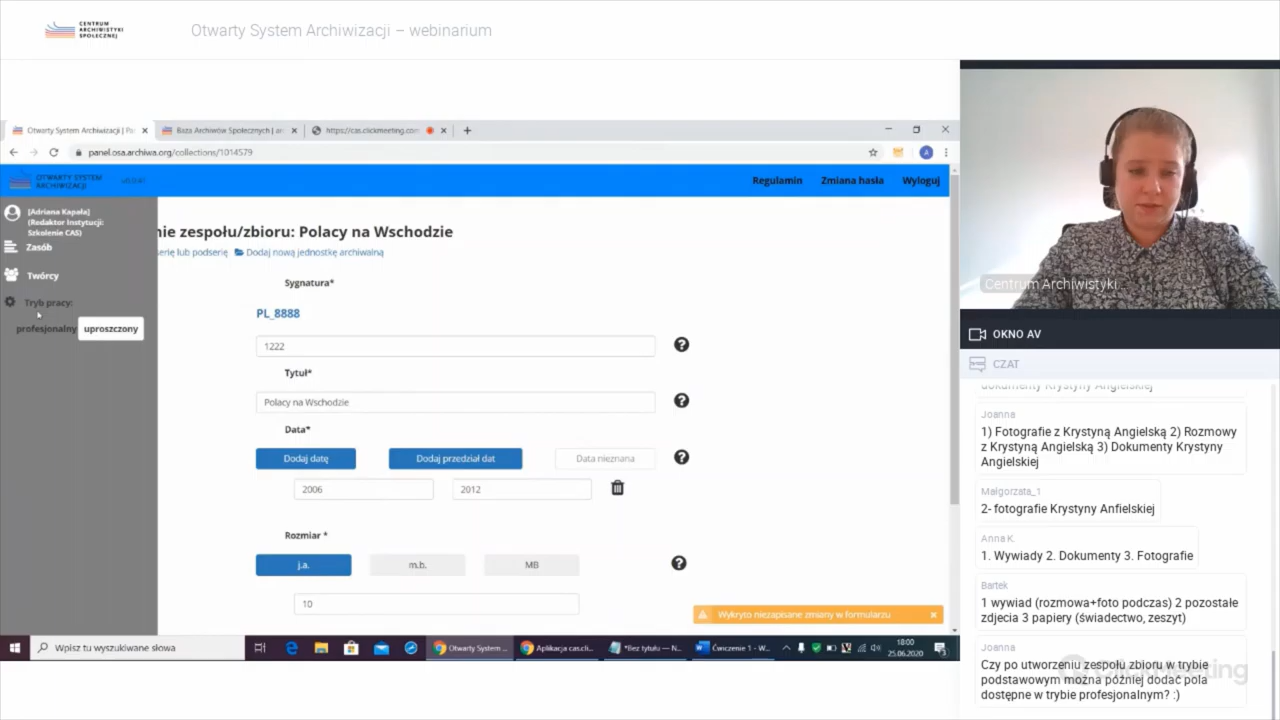 CENTRUM
ARCHIWISTYKI
SPOŁECZNEJ
Otwarty System Archiwizacji – webinarium
Otwarty System Archiwizacji | Pa
Baza Archiwów Społecznych | ar
https://cas.clickmeeting.com
panel.osa.archiwa.org/collections/1014579
OTWARTY SYSTEM
ARCHIWIZACJI
Regulamin
Zmiana hasła
Wyloguj
[Adriana Kapała]
(Redaktor Instytucji:
Szkolenie CAS)
Zasób
Twórcy
Tryb pracy:
profesjonalny
uproszczony
nie zespołu/zbioru: Polacy na Wschodzie
serię lub podserię
Dodaj nową jednostkę archiwalną
Sygnatura*
PL_8888
1222
Tytuł*
Polacy na Wschodzie
Data*
Dodaj datę
Dodaj przedział dat
Data nieznana
2006
2012
Rozmiar *
j.a.
m.b.
MB
10
Wykryto niezapisane zmiany w formularzu
Wpisz tu wyszukiwane słowa
Otwarty System ...
Aplikacja cas.cli...
*Bez tytułu — N...
Ćwiczenie 1 - W...
18:00
25.06.2020
Centrum Archiwistyki...
OKNO AV
CZAT
dokumenty Krystyny Angielskiej
Joanna
1) Fotografie z Krystyną Angielską 2) Rozmowy
z Krystyną Angielską 3) Dokumenty Krystyny
Angielskiej
Małgorzata_1
2- fotografie Krystyny Anfielskiej
Anna K.
1. Wywiady 2. Dokumenty 3. Fotografie
Bartek
1 wywiad (rozmowa+foto podczas) 2 pozostałe
zdjecia 3 papiery (świadectwo, zeszyt)
Joanna
Czy po utworzeniu zespołu zbioru w trybie
podstawowym można później dodać pola
dostępne w trybie profesjonalnym? :)
ClickMeeting